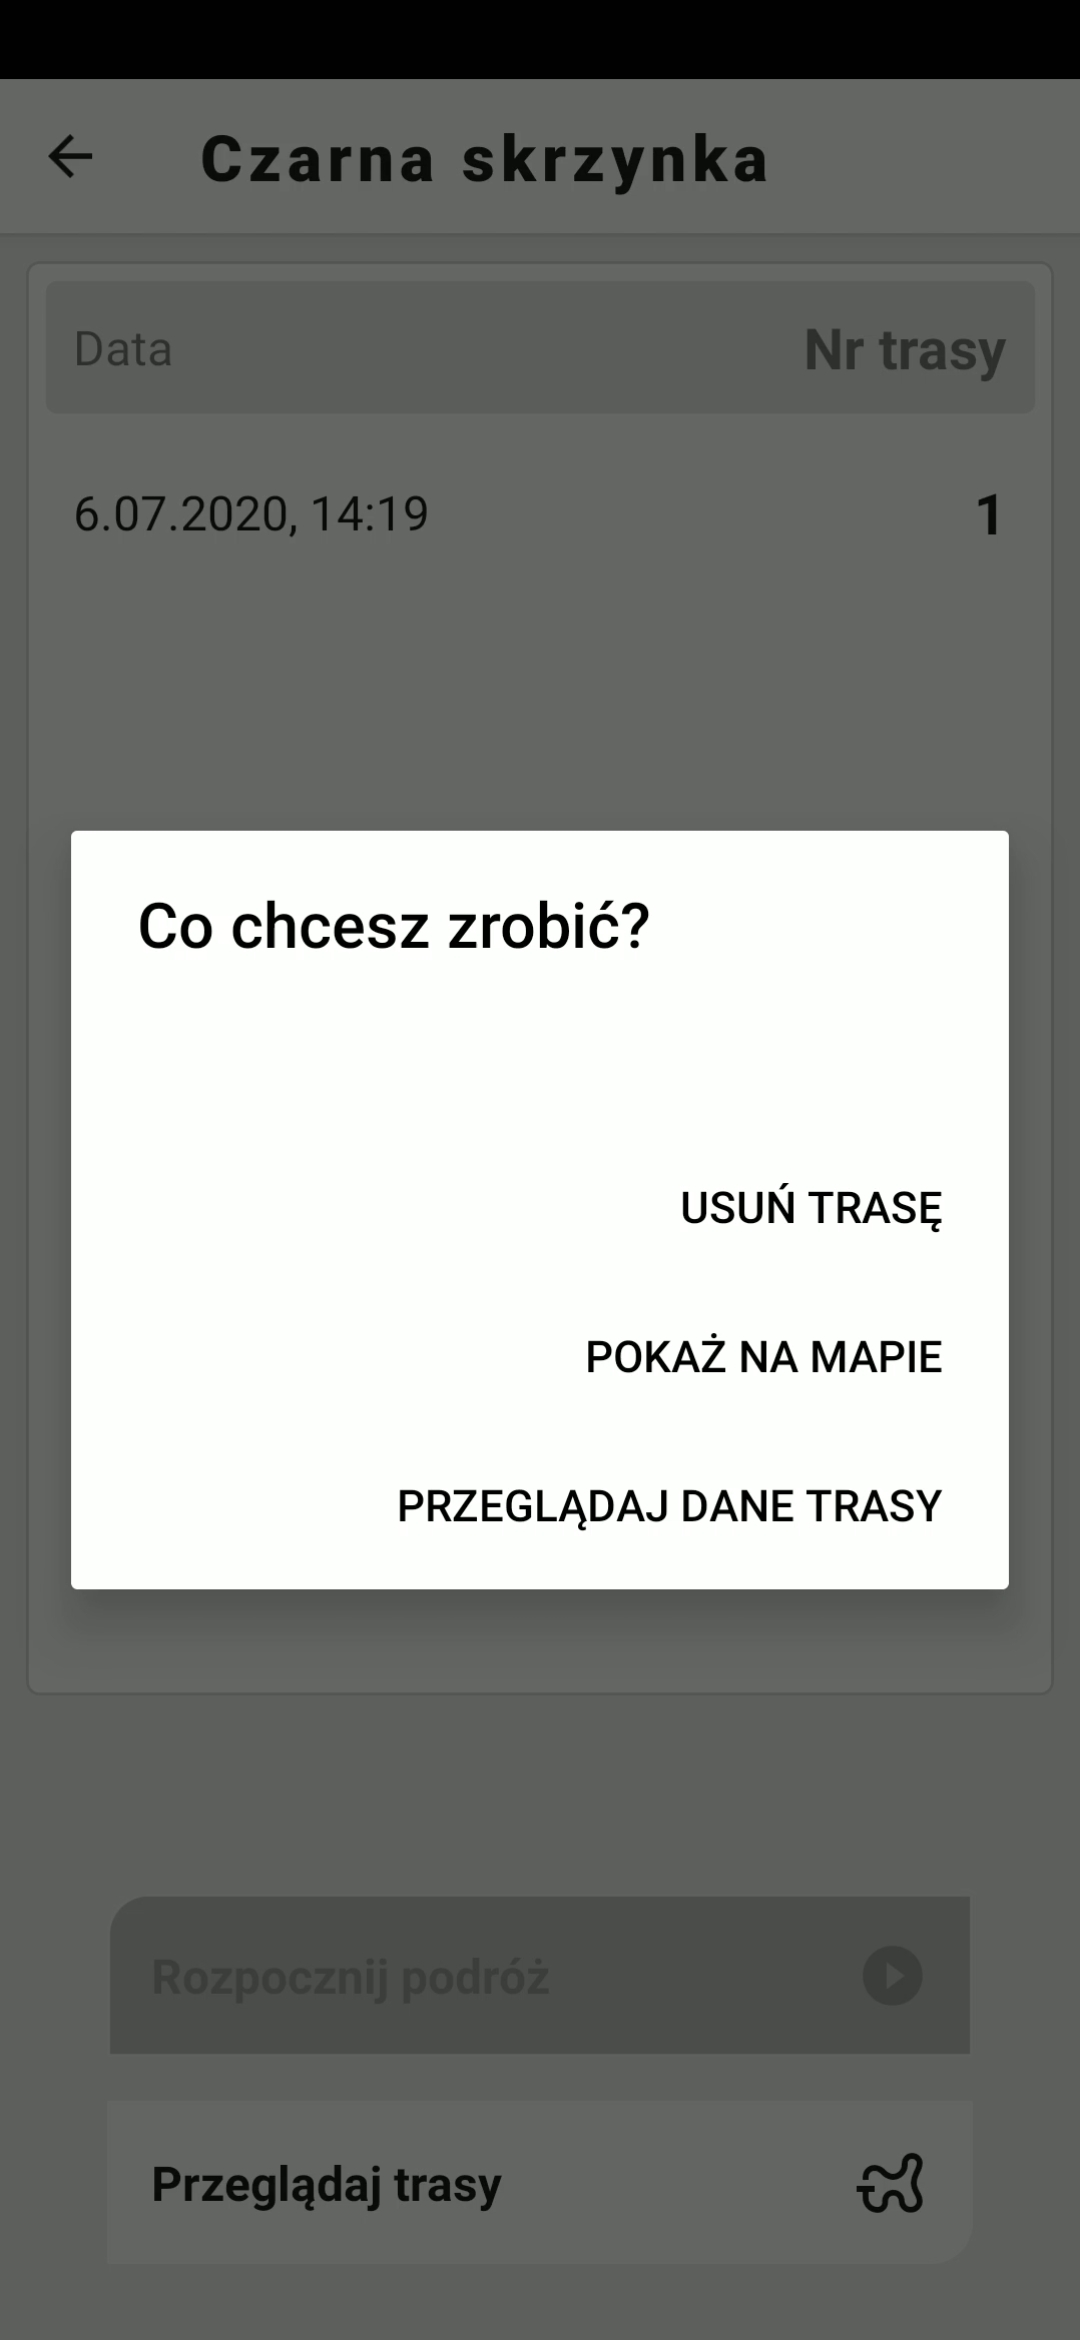 Czarna skrzynka
Data Nr trasy
6.07.2020, 14:19 1
Co chcesz zrobić?
USUŃ TRASĘ
POKAŻ NA MAPIE
PRZEGLĄDAJ DANE TRASY
Rozpocznij podróż
Przeglądaj trasy